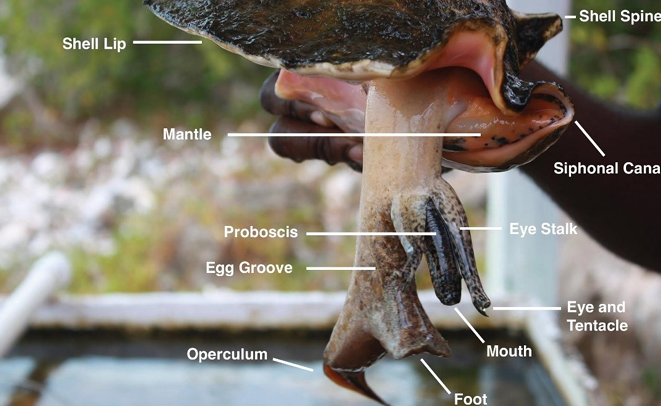 Shell Spine
Shell Lip
Mantle
Siphonal Cana
Proboscis
Eye Stalk
Egg Groove
Eye and
Tentacle
Mouth
Operculum
Foot